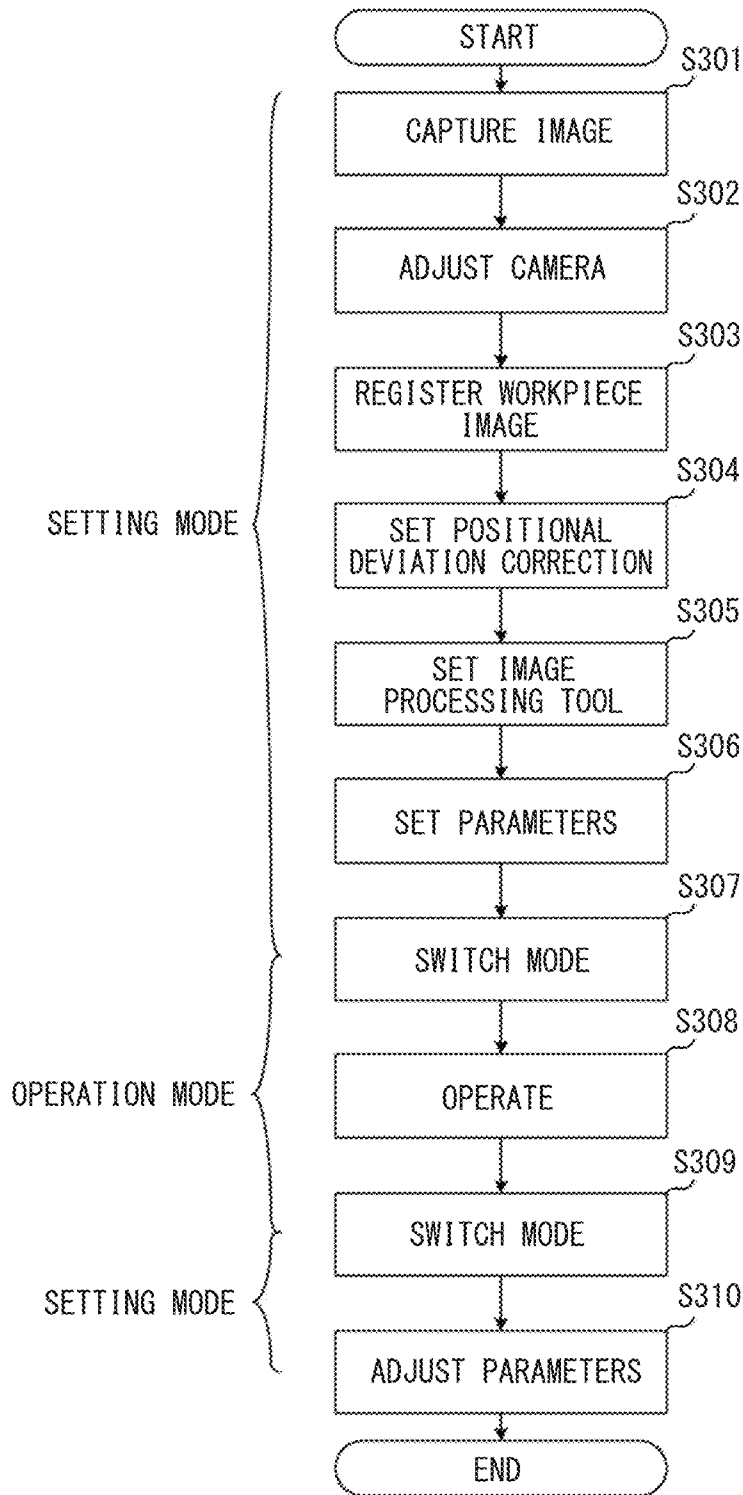 START
S301
CAPTURE IMAGE
S302
ADJUST CAMERA
S303
REGISTER WORKPIECE
IMAGE
S304
SETTING MODE
SET POSITIONAL
DEVIATION CORRECTION
S305
SET IMAGE
PROCESSING TOOL
S306
SET PARAMETERS
S307
SWITCH MODE
S308
OPERATION MODE
OPERATE
S309
SWITCH MODE
SETTING MODE
S310
ADJUST PARAMETERS
END